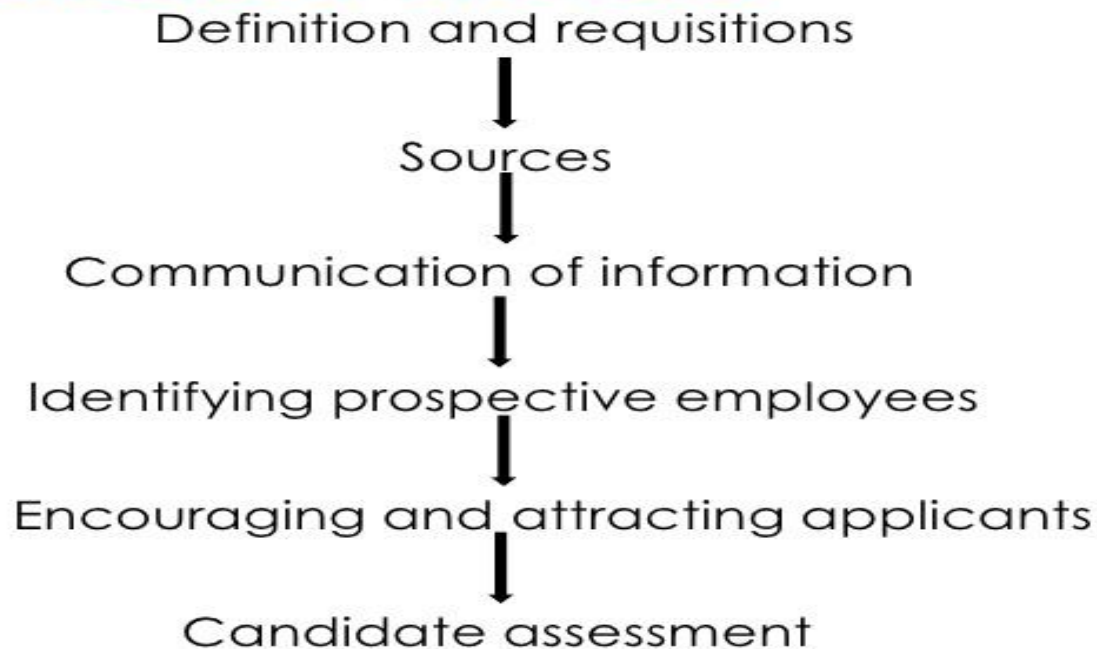 Definition and requisitions
Sources
Communication of information
Identifying prospective employees
Encouraging and attracting applicants
Candidate assessment